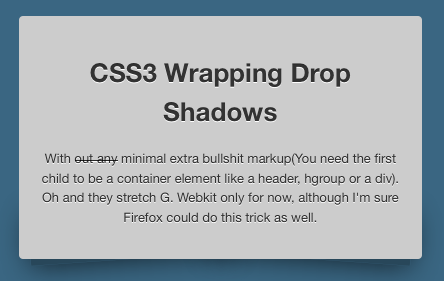 CSS3 Wrapping Drop
Shadows
With out any minimal extra bullshit markup(You need the first
child to be a container element like a header, hgroup or a div).
Oh and they stretch G. Webkit only for now, although I'm sure
Firefox could do this trick as well.